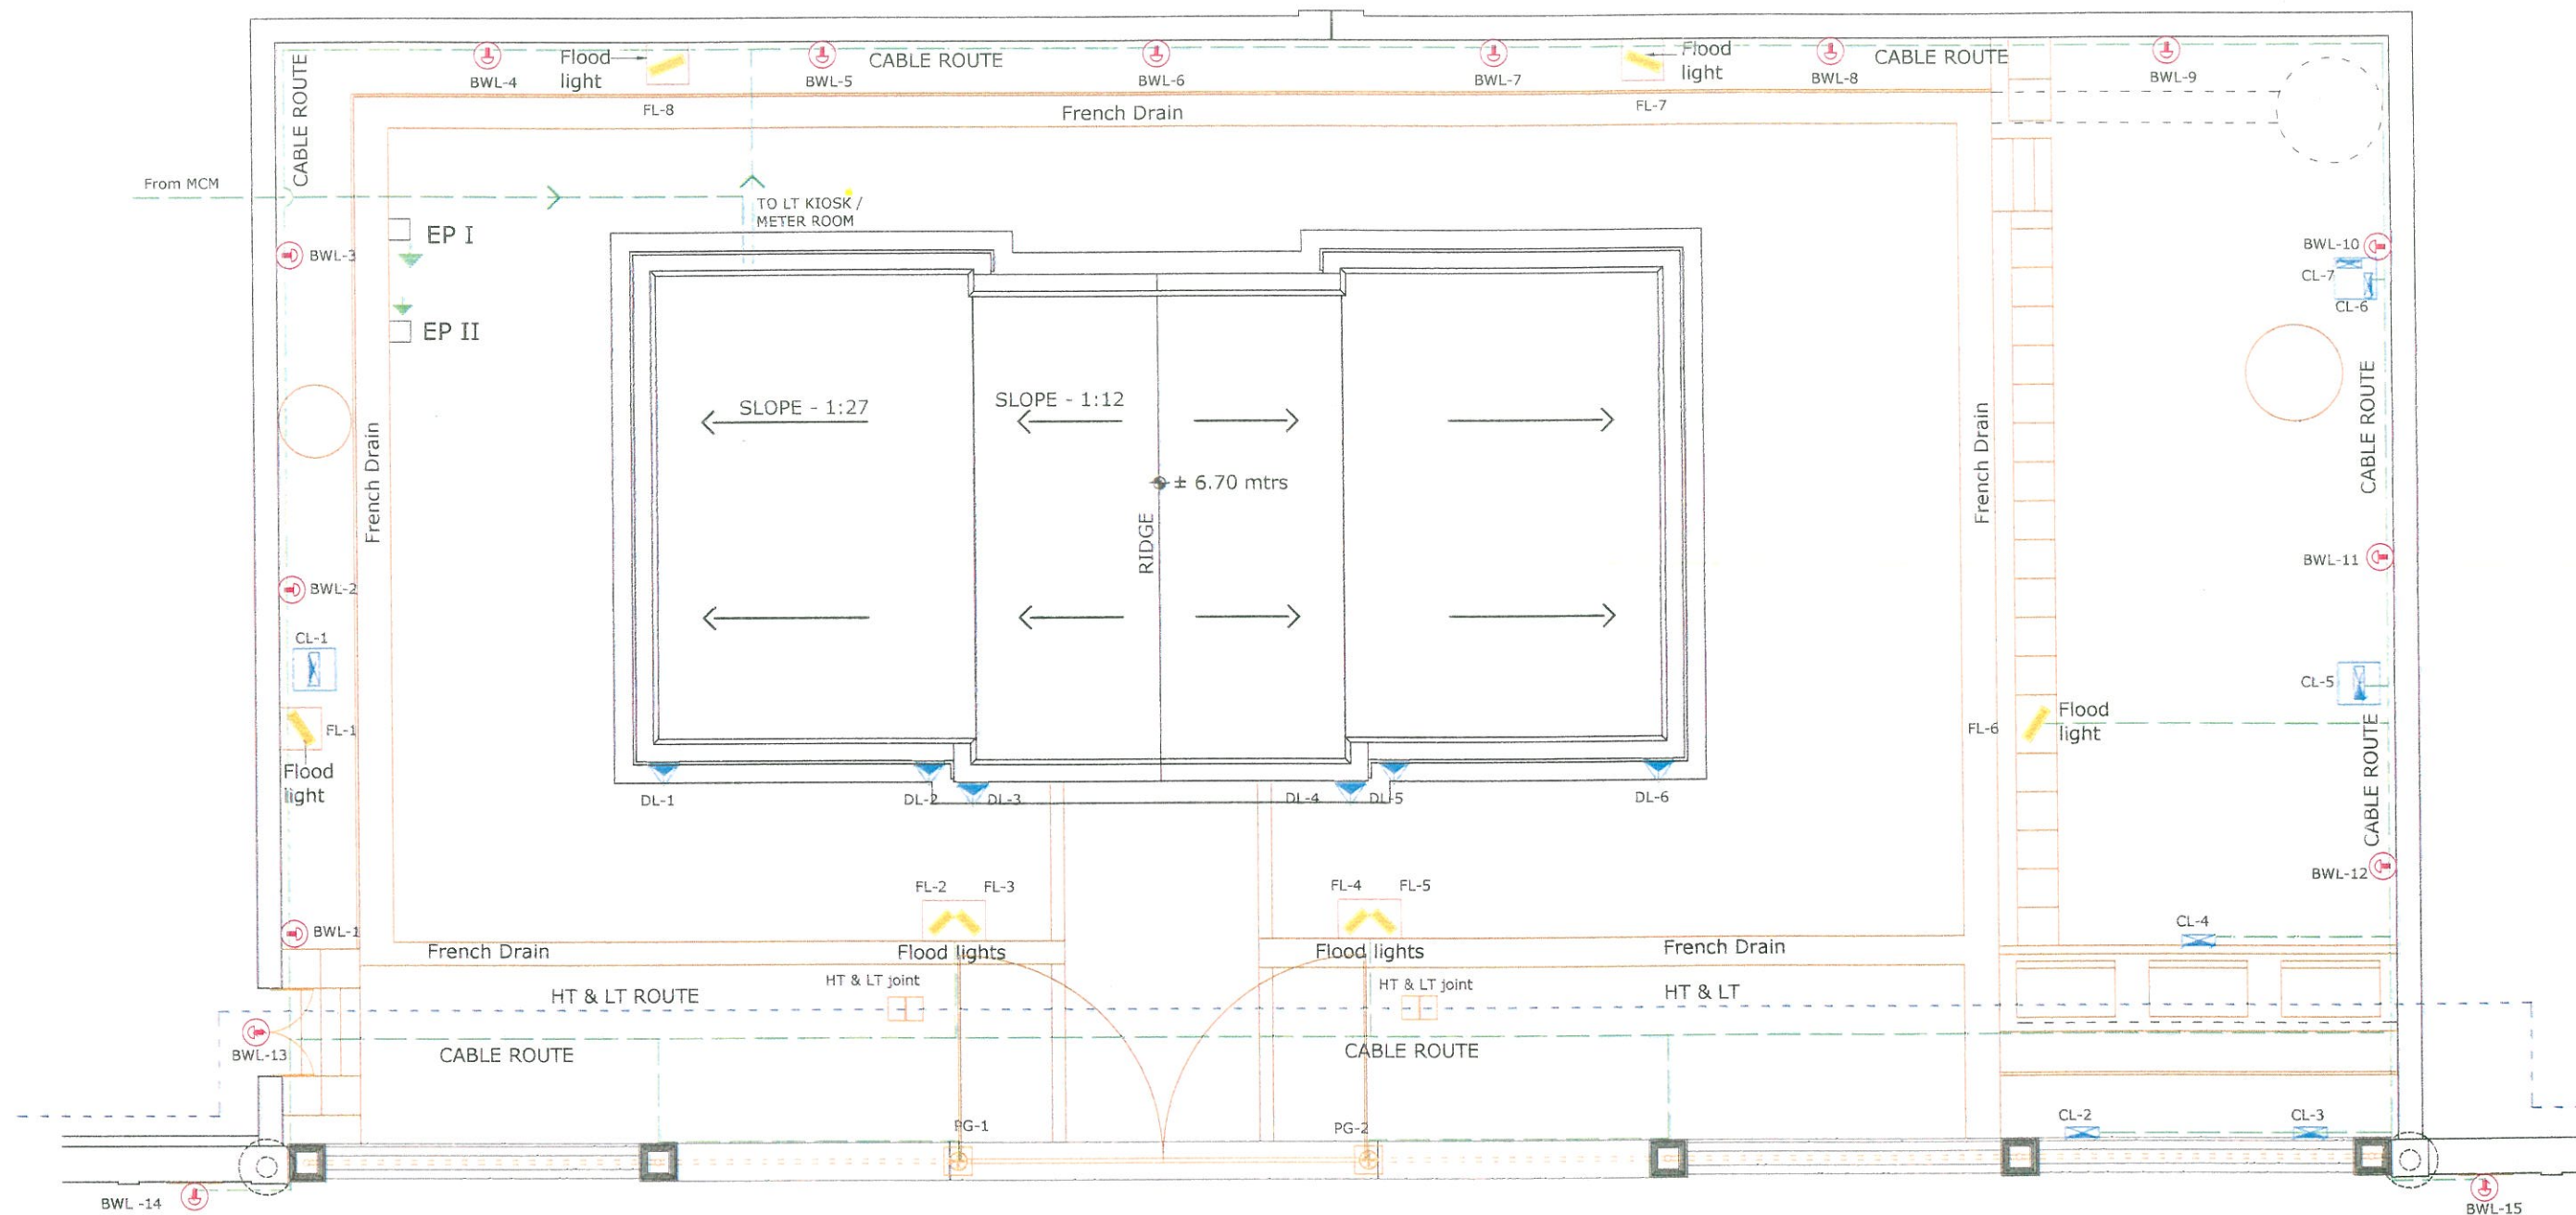 Flood
light
FL-8
BWL-4
BWL-5
CABLE ROUTE
BWL-6
BWL-7
Flood
light
FL-7
BWL-8
CABLE ROUTE
BWL-9
CABLE ROUTE
French Drain
From MCM
TO LT KIOSK /
METER ROOM
EP I
BWL-3
EP II
BWL-10
CL-7
CL-6
SLOPE - 1:27
SLOPE - 1:12
± 6.70 mtrs
RIDGE
French Drain
French Drain
CABLE ROUTE
BWL-11
BWL-2
CL-1
FL-1
Flood
light
CL-5
Flood
light
FL-6
CABLE ROUTE
DL-1
DL-2
DL-3
DL-4
DL-5
DL-6
BWL-12
FL-2
FL-3
FL-4
FL-5
BWL-1
CL-4
French Drain
Flood lights
Flood lights
French Drain
HT & LT joint
HT & LT joint
HT & LT ROUTE
HT & LT
BWL-13
CABLE ROUTE
CABLE ROUTE
PG-1
PG-2
CL-2
CL-3
BWL -14
BWL-15